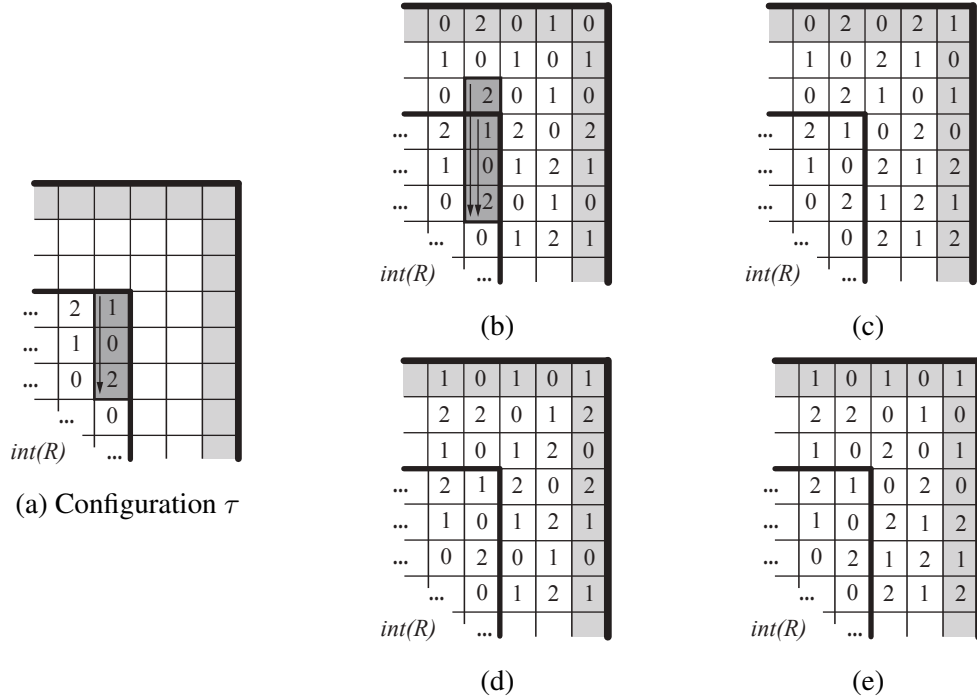 ... 2 1
... 1 0
... 0 2
... 0
int(R) ...
(a) Configuration τ
0 2 0 1 0
1 0 1 0 1
0 2 0 1 0
... 2 1 2 0 2
... 1 0 1 2 1
... 0 2 0 1 0
... 0 1 2 1
int(R) ...
(b)
0 2 0 2 1
1 0 2 1 0
0 2 1 0 1
... 2 1 0 2 0
... 1 0 2 1 2
... 0 2 1 2 1
... 0 2 1 2
int(R) ...
(c)
1 0 1 0 1
2 2 0 1 2
1 0 1 2 0
... 2 1 2 0 2
... 1 0 1 2 1
... 0 2 0 1 0
... 0 1 2 1
int(R) ...
(d)
1 0 1 0 1
2 2 0 1 0
1 0 2 0 1
... 2 1 0 2 0
... 1 0 2 1 2
... 0 2 1 2 1
... 0 2 1 2
int(R) ...
(e)